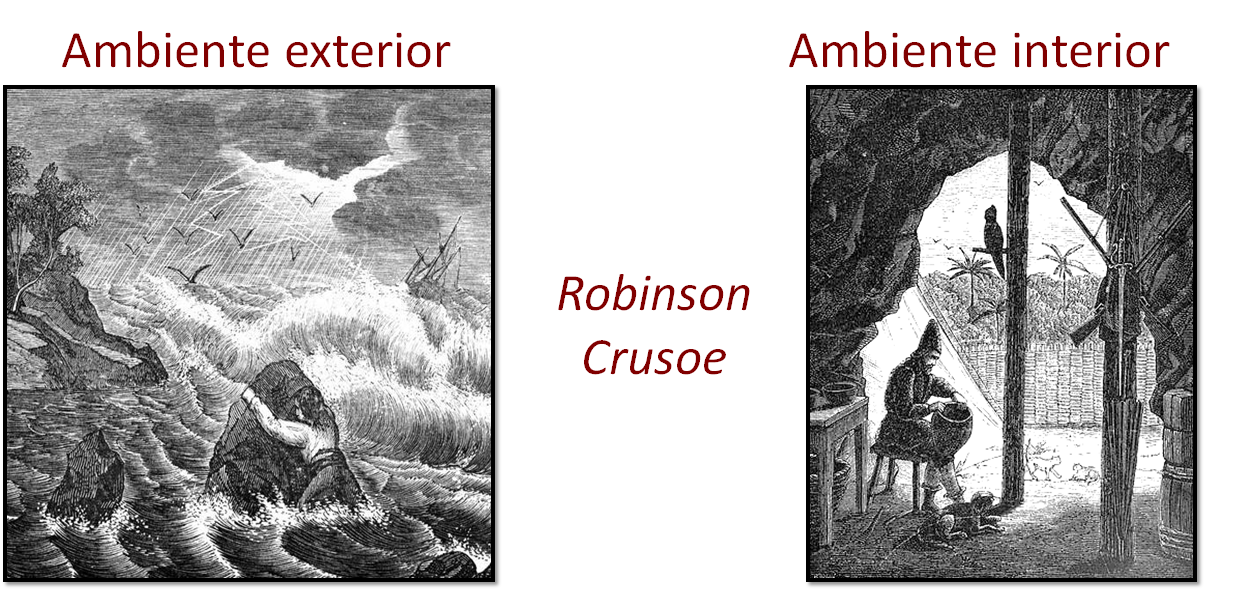 Ambiente exterior
Ambiente interior
Robinson
Crusoe